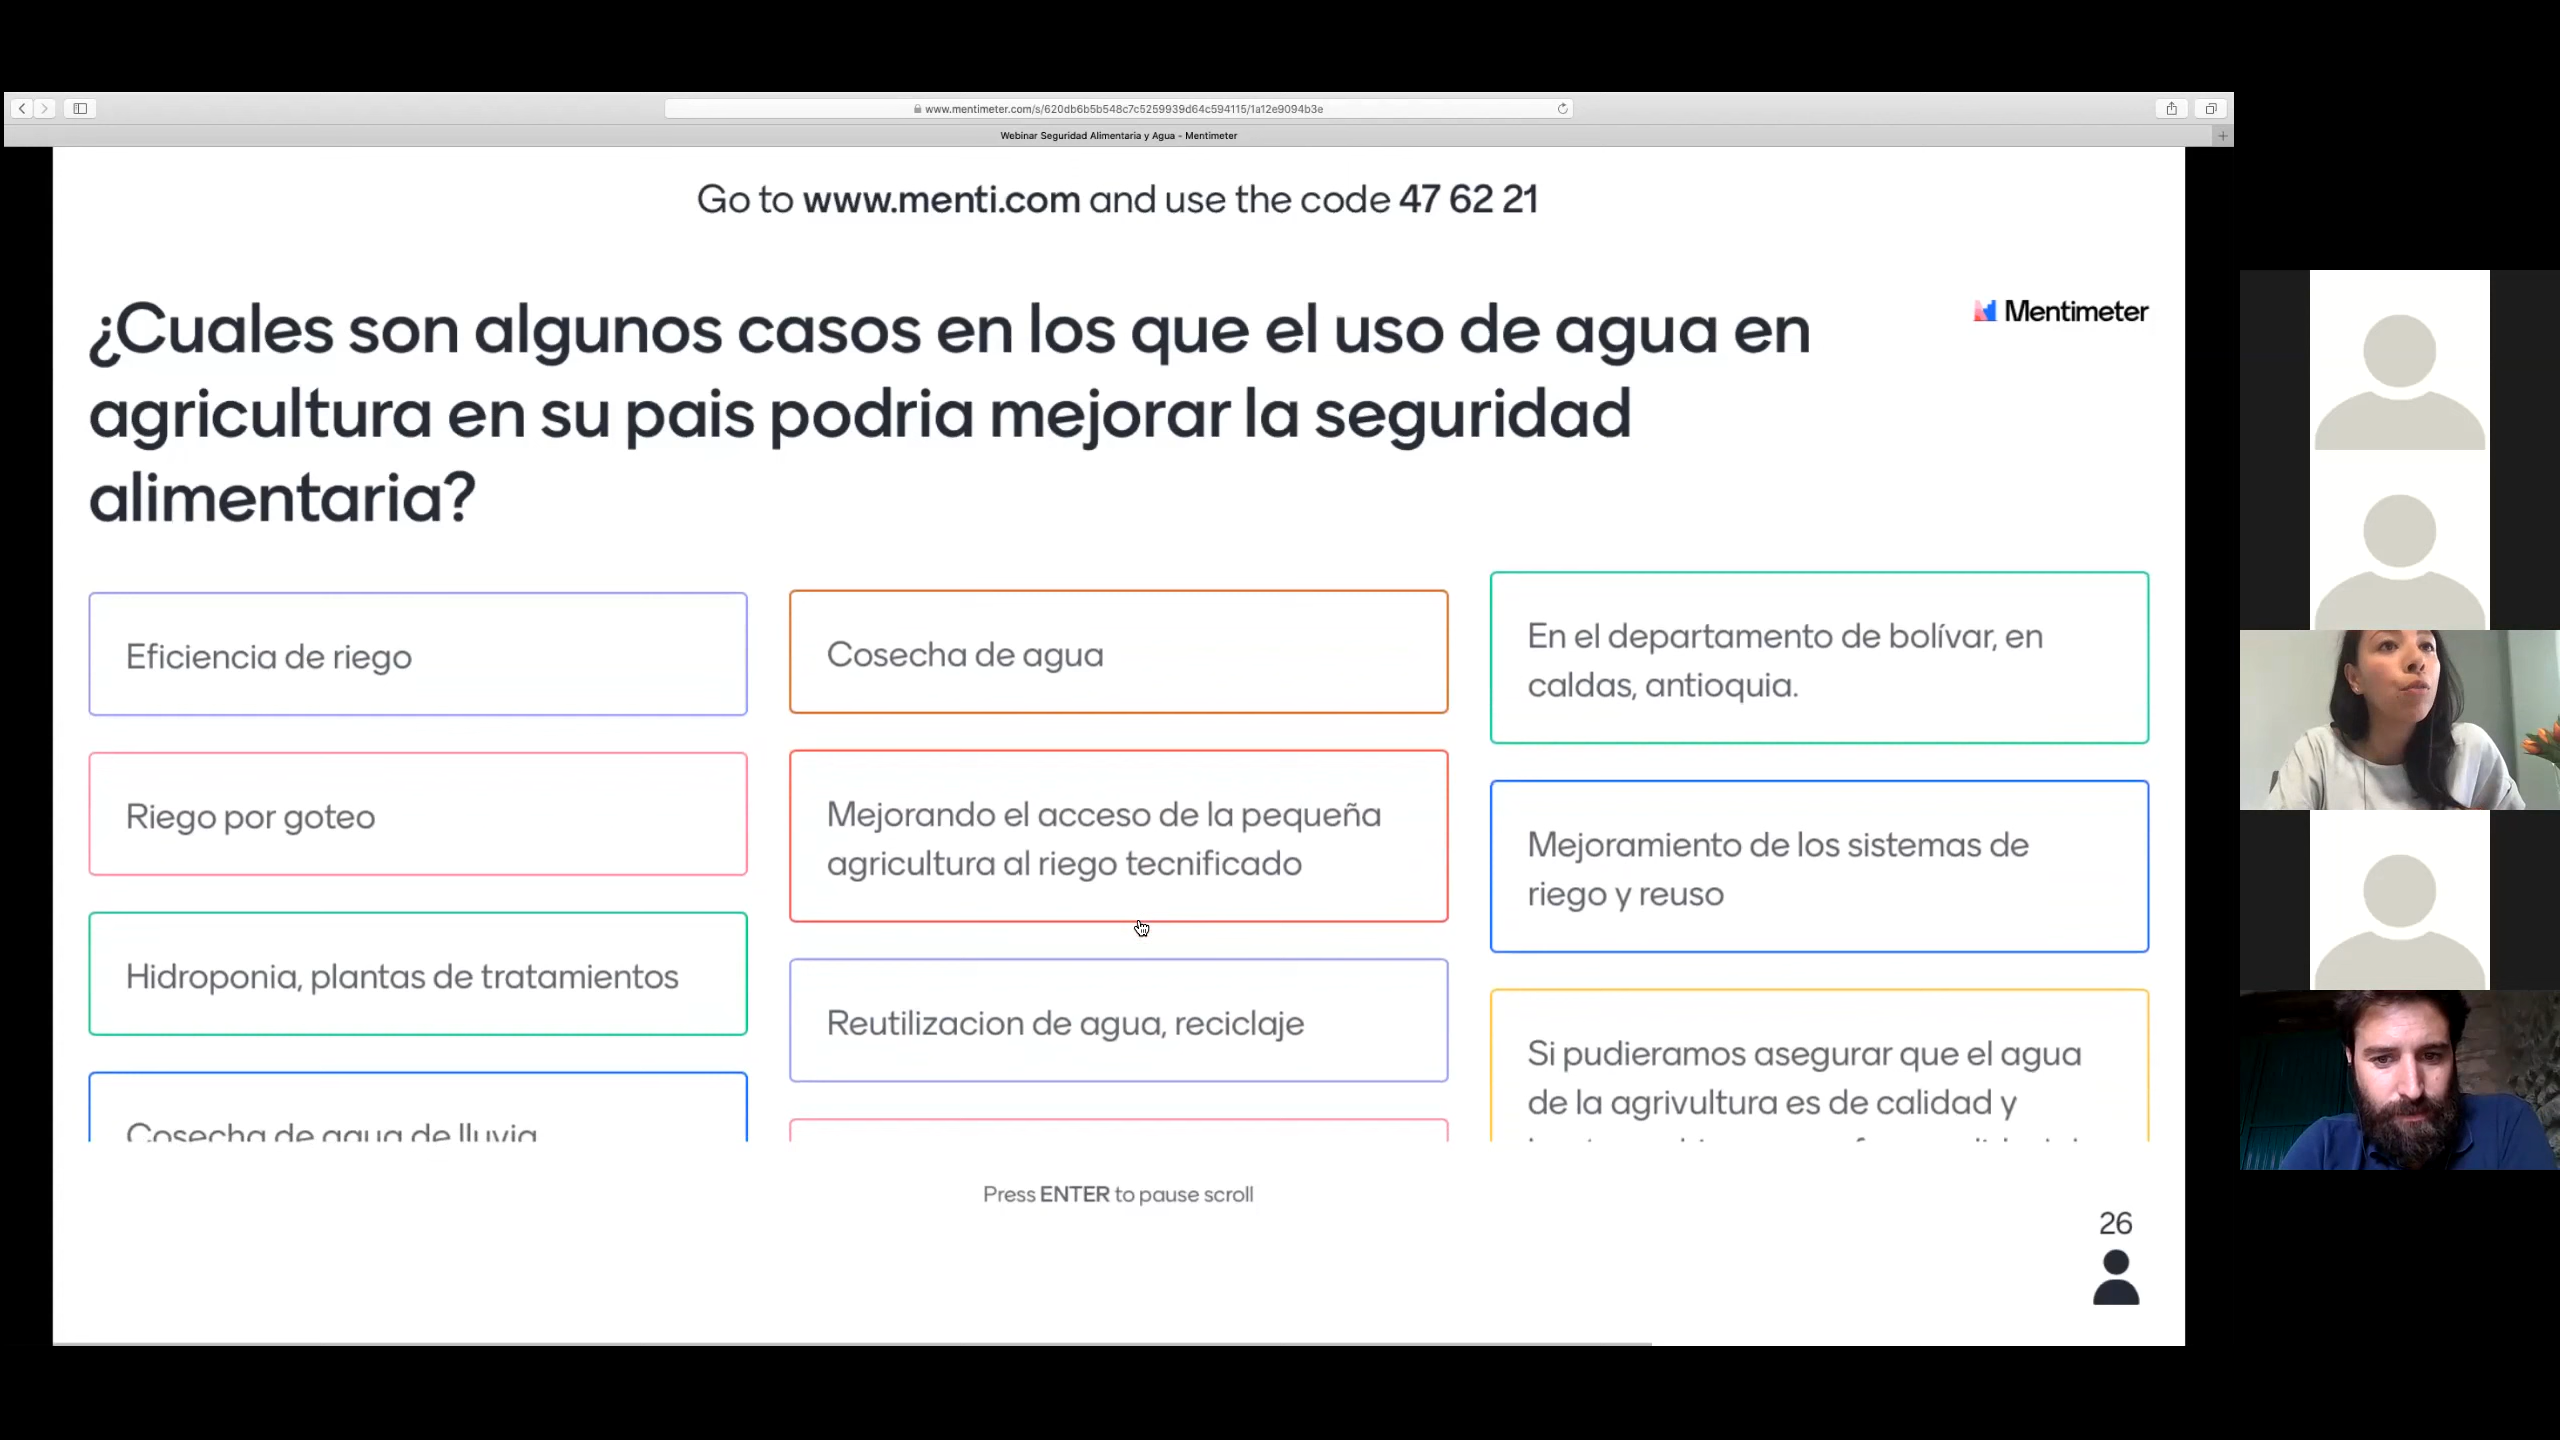 www.mentimeter.com/s/620db6b5b548c7c5259939d64c594115/1a12e9094b3e
Webinar Seguridad Alimentaria y Agua - Mentimeter
Go to www.menti.com and use the code 47 62 21
¿Cuales son algunos casos en los que el uso de agua en
agricultura en su pais podria mejorar la seguridad
alimentaria?
Mentimeter
Eficiencia de riego
Riego por goteo
Hidroponia, plantas de tratamientos
Cosecha de agua de lluvia
Cosecha de agua
Mejorando el acceso de la pequeña
agricultura al riego tecnificado
Reutilizacion de agua, reciclaje
En el departamento de bolívar, en
caldas, antioquia.
Mejoramiento de los sistemas de
riego y reuso
Si pudieramos asegurar que el agua
de la agrivultura es de calidad y
Press ENTER to pause scroll
26